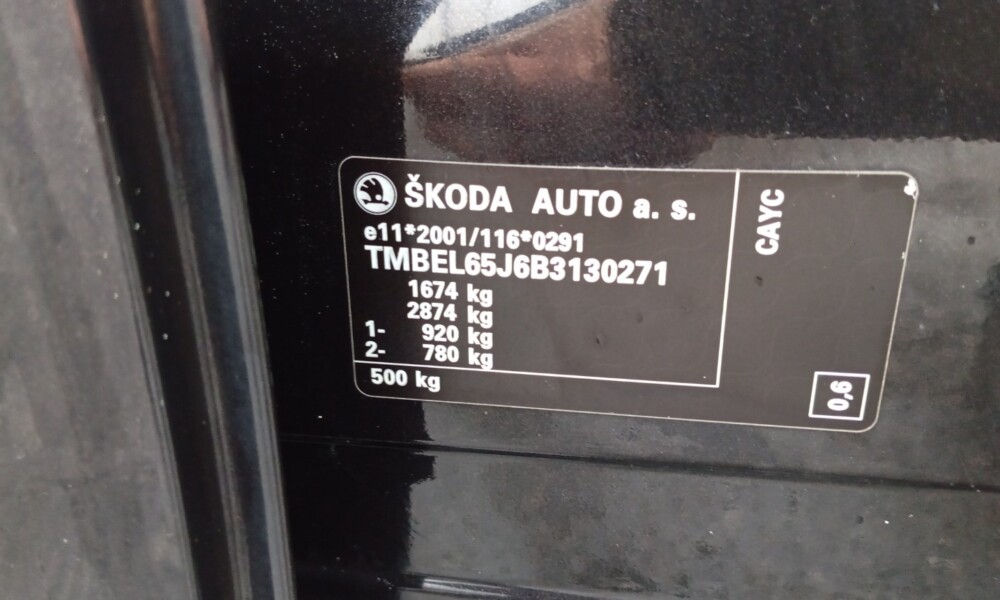 ŠKODA AUTO a. s.
e11*2001/116*0291
TMBEL65J6B3130271
1674 kg
2874 kg
1- 920 kg
2- 780 kg
500 kg
CAYC
0,6